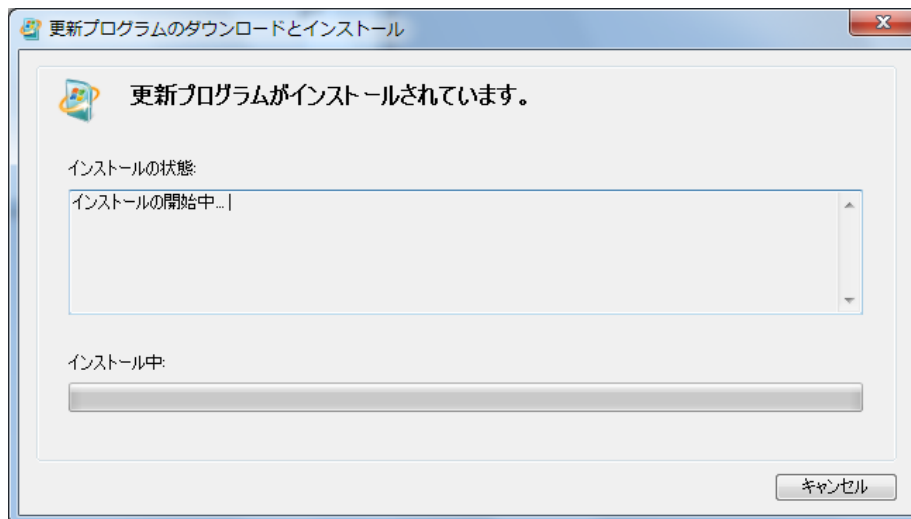 更新プログラムのダウンロードとインストール
更新プログラムがインストールされています。
インストールの状態:
インストールの開始中...
インストール中:
キャンセル